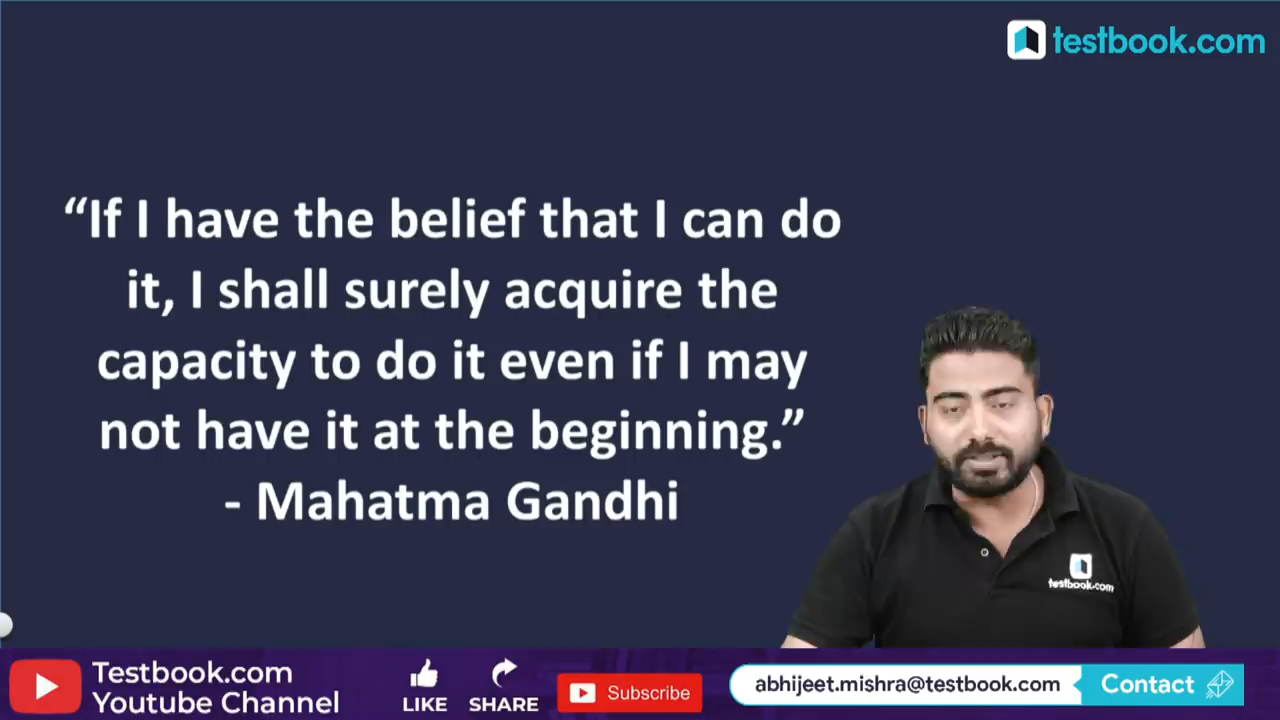 testbook.com
“If I have the belief that I can do
it, I shall surely acquire the
capacity to do it even if I may
not have it at the beginning.”
- Mahatma Gandhi
testbook.com
Testbook.com
Youtube Channel
LIKE
SHARE
Subscribe
abhijeet.mishra@testbook.com
Contact